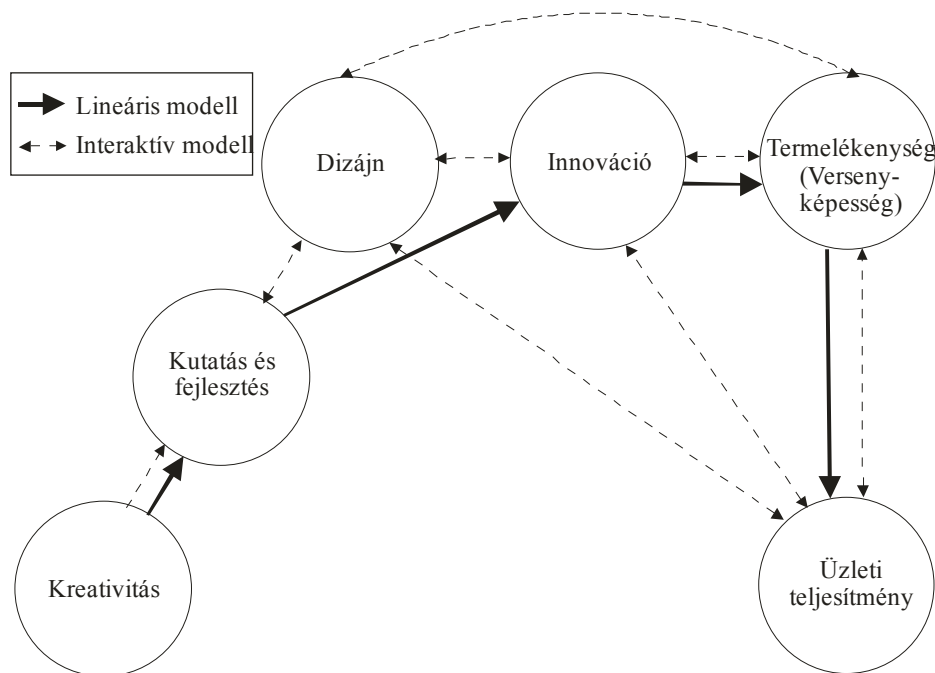 Lineáris modell
Interaktív modell
Dizájn
Innováció
Termelékenység
(Verseny-
képesség)
Kutatás és
fejlesztés
Kreativitás
Üzleti
teljesítmény